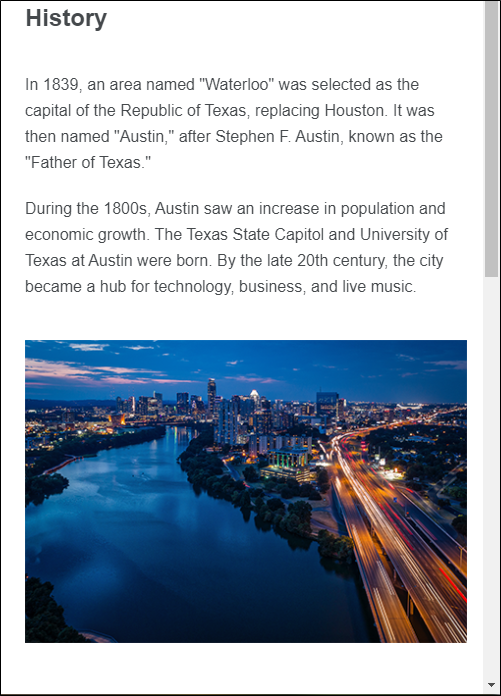 History
In 1839, an area named "Waterloo" was selected as the
capital of the Republic of Texas, replacing Houston. It was
then named "Austin," after Stephen F. Austin, known as the
"Father of Texas."
During the 1800s, Austin saw an increase in population and
economic growth. The Texas State Capitol and University of
Texas at Austin were born. By the late 20th century, the city
became a hub for technology, business, and live music.